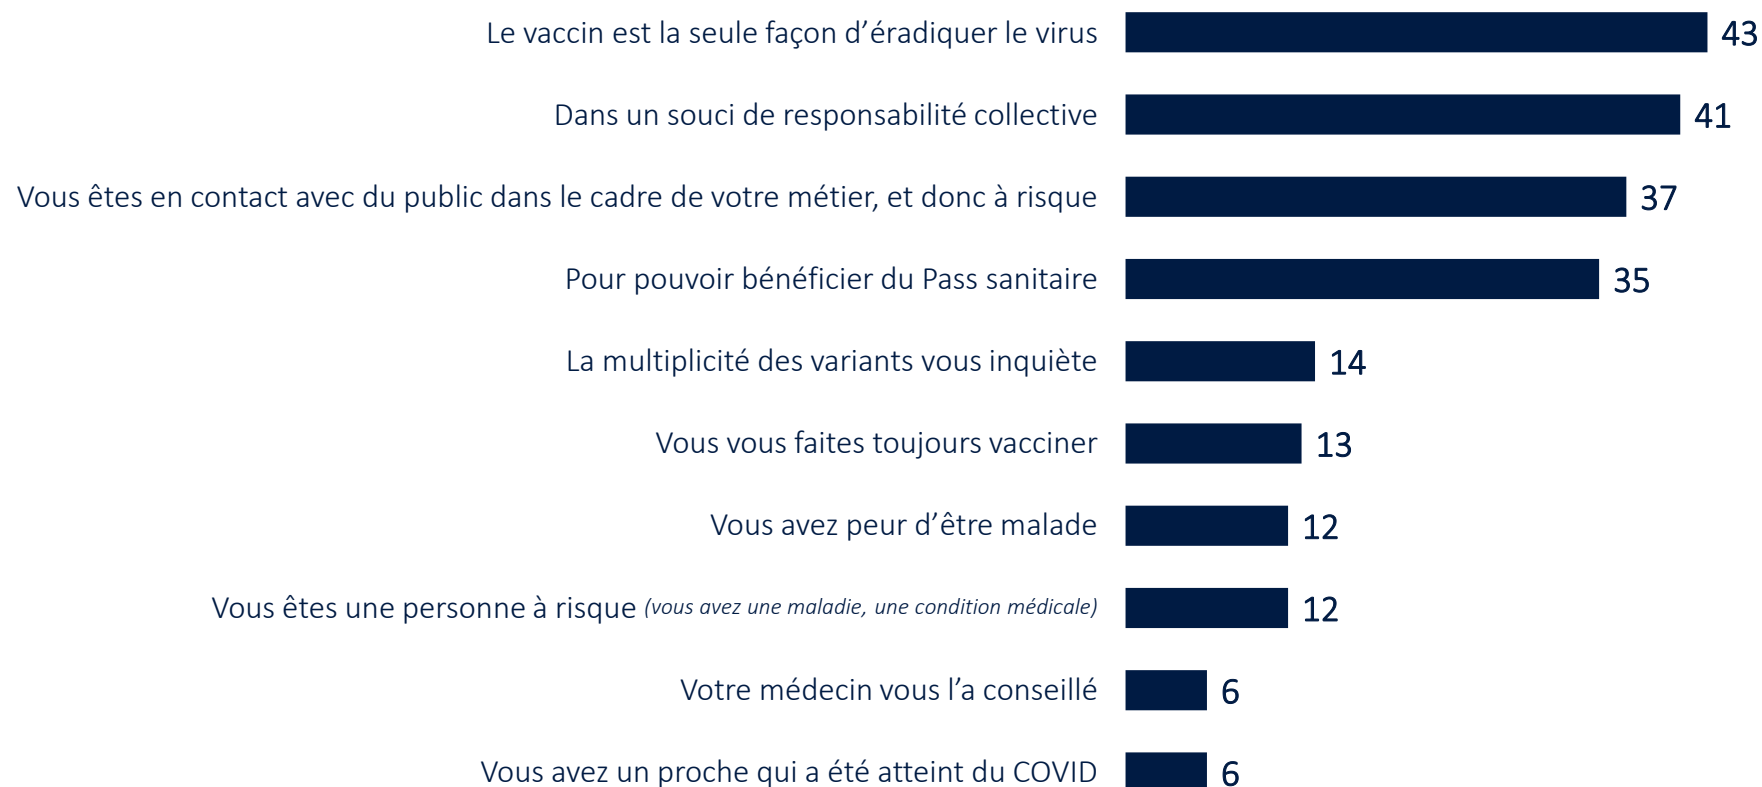 Le vaccin est la seule façon d’éradiquer le virus 43
Dans un souci de responsabilité collective 41
Vous êtes en contact avec du public dans le cadre de votre métier, et donc à risque 37
Pour pouvoir bénéficier du Pass sanitaire 35
La multiplicité des variants vous inquiète 14
Vous vous faites toujours vacciner 13
Vous avez peur d’être malade 12
Vous êtes une personne à risque (vous avez une maladie, une condition médicale) 12
Votre médecin vous l’a conseillé 6
Vous avez un proche qui a été atteint du COVID 6